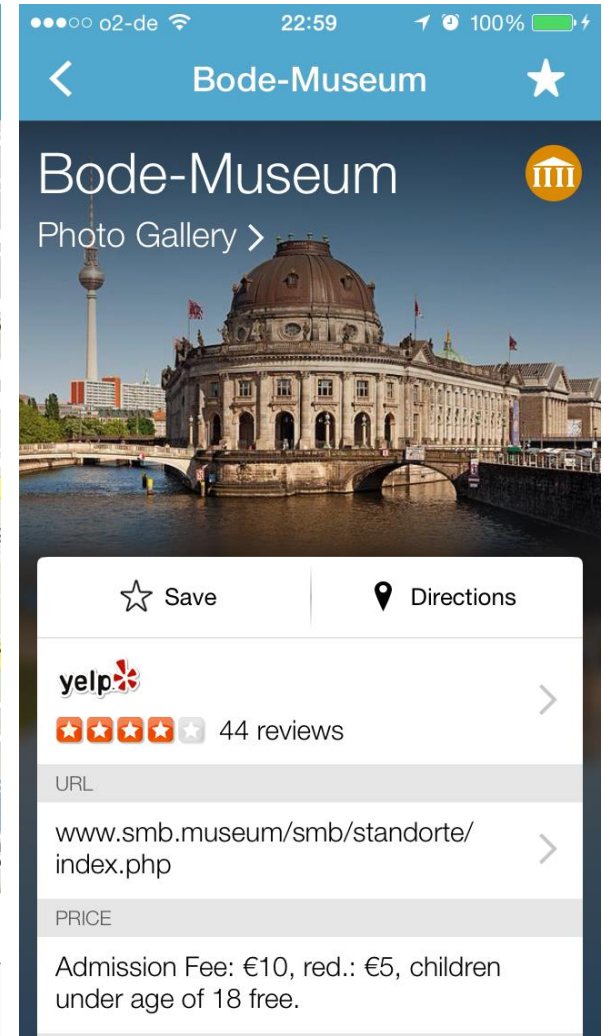 o2-de 22:59 100%
Bode-Museum
Bode-Museum
Photo Gallery
Save Directions
yelp
44 reviews
URL
www.smb.museum/smb/standorte/
index.php
PRICE
Admission Fee: €10, red.: €5, children
under age of 18 free.